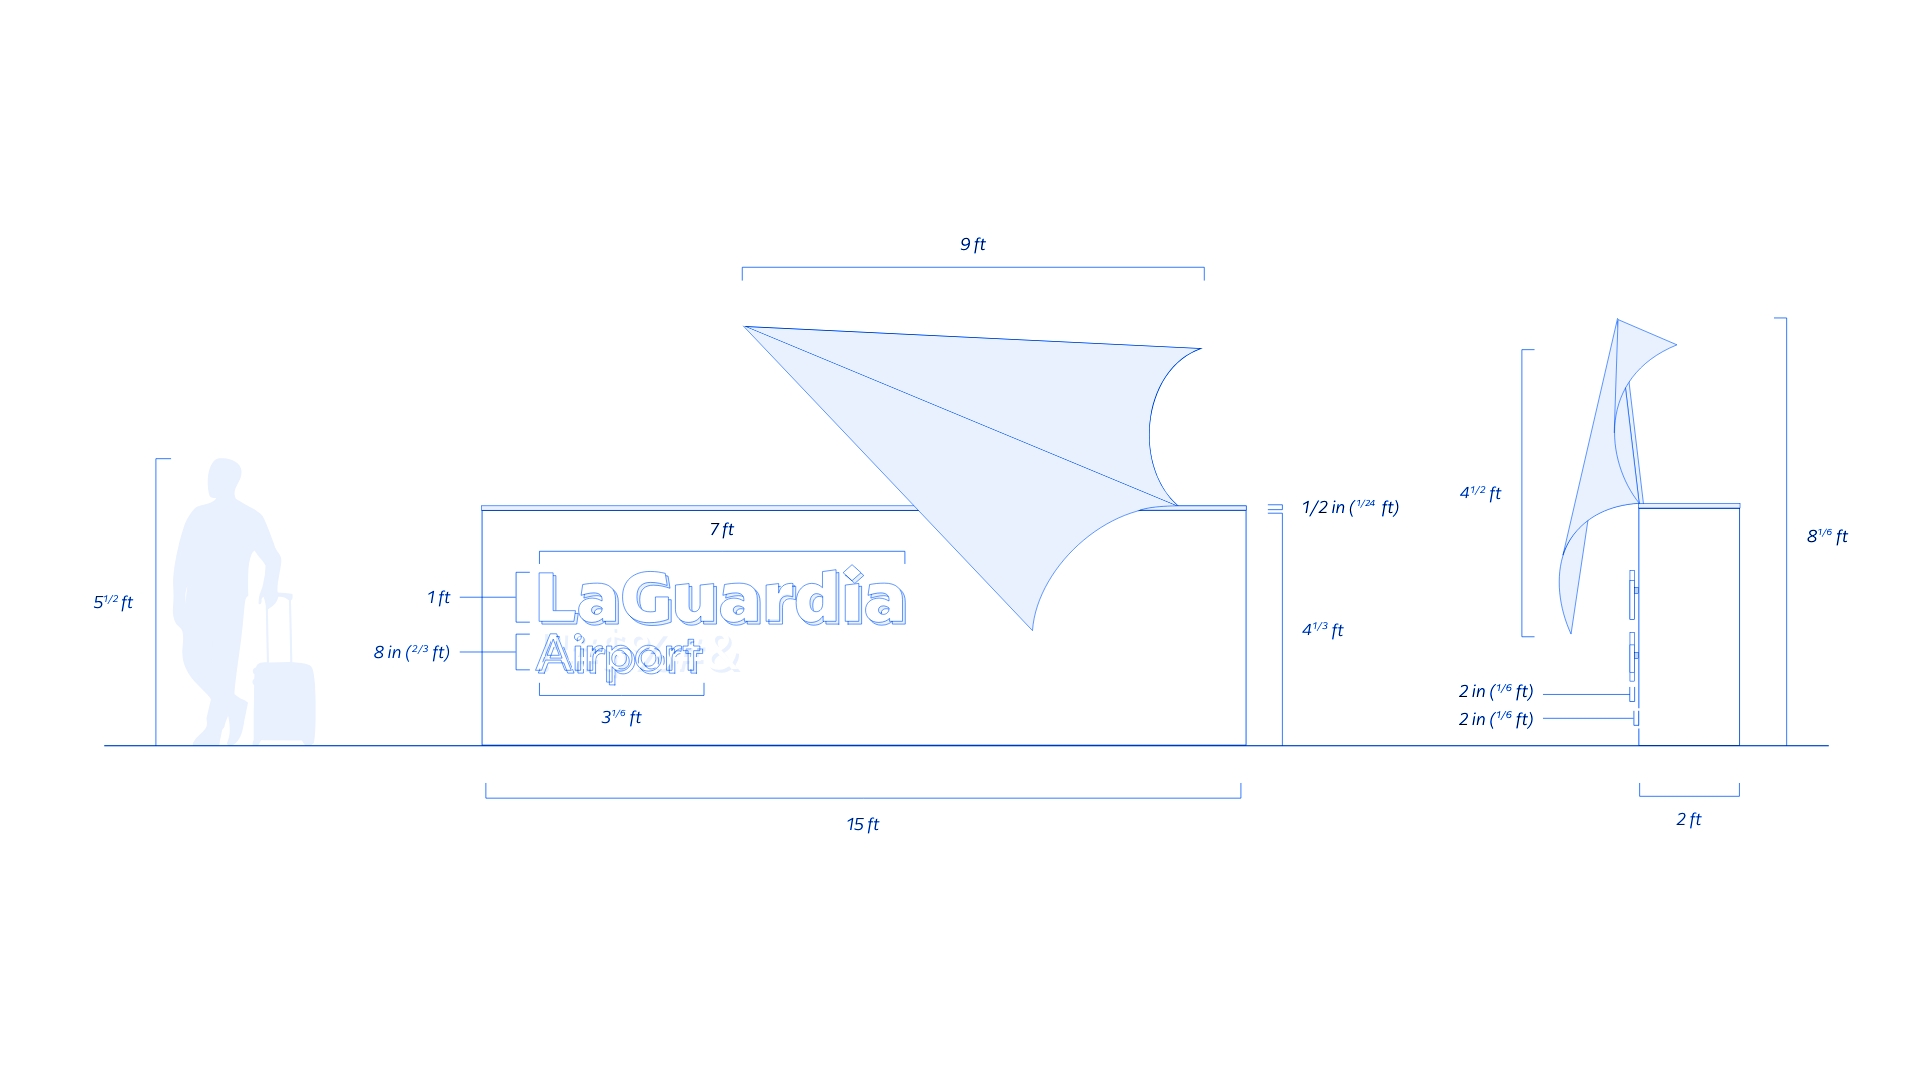 9 ft
7 ft
1/2 in (1/24 ft)
4 1/2 ft
8 1/6 ft
LaGuardia
1 ft
5 1/2 ft
Airport
&
8 in (2/3 ft)
4 1/3 ft
3 1/6 ft
2 in (1/6 ft)
2 in (1/6 ft)
15 ft
2 ft